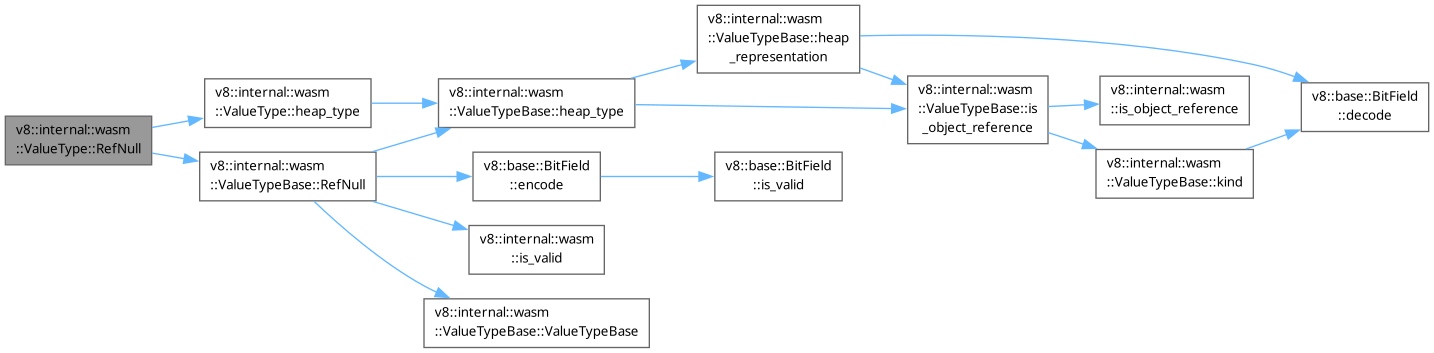 v8::internal::wasm
::ValueType::RefNull
v8::internal::wasm
::ValueType::heap_type
v8::internal::wasm
::ValueTypeBase::RefNull
v8::internal::wasm
::ValueTypeBase::heap_type
v8::base::BitField
::encode
v8::internal::wasm
::is_valid
v8::internal::wasm
::ValueTypeBase::ValueTypeBase
v8::internal::wasm
::ValueTypeBase::heap
_representation
v8::base::BitField
::is_valid
v8::internal::wasm
::ValueTypeBase::is
_object_reference
v8::internal::wasm
::is_object_reference
v8::internal::wasm
::ValueTypeBase::kind
v8::base::BitField
::decode